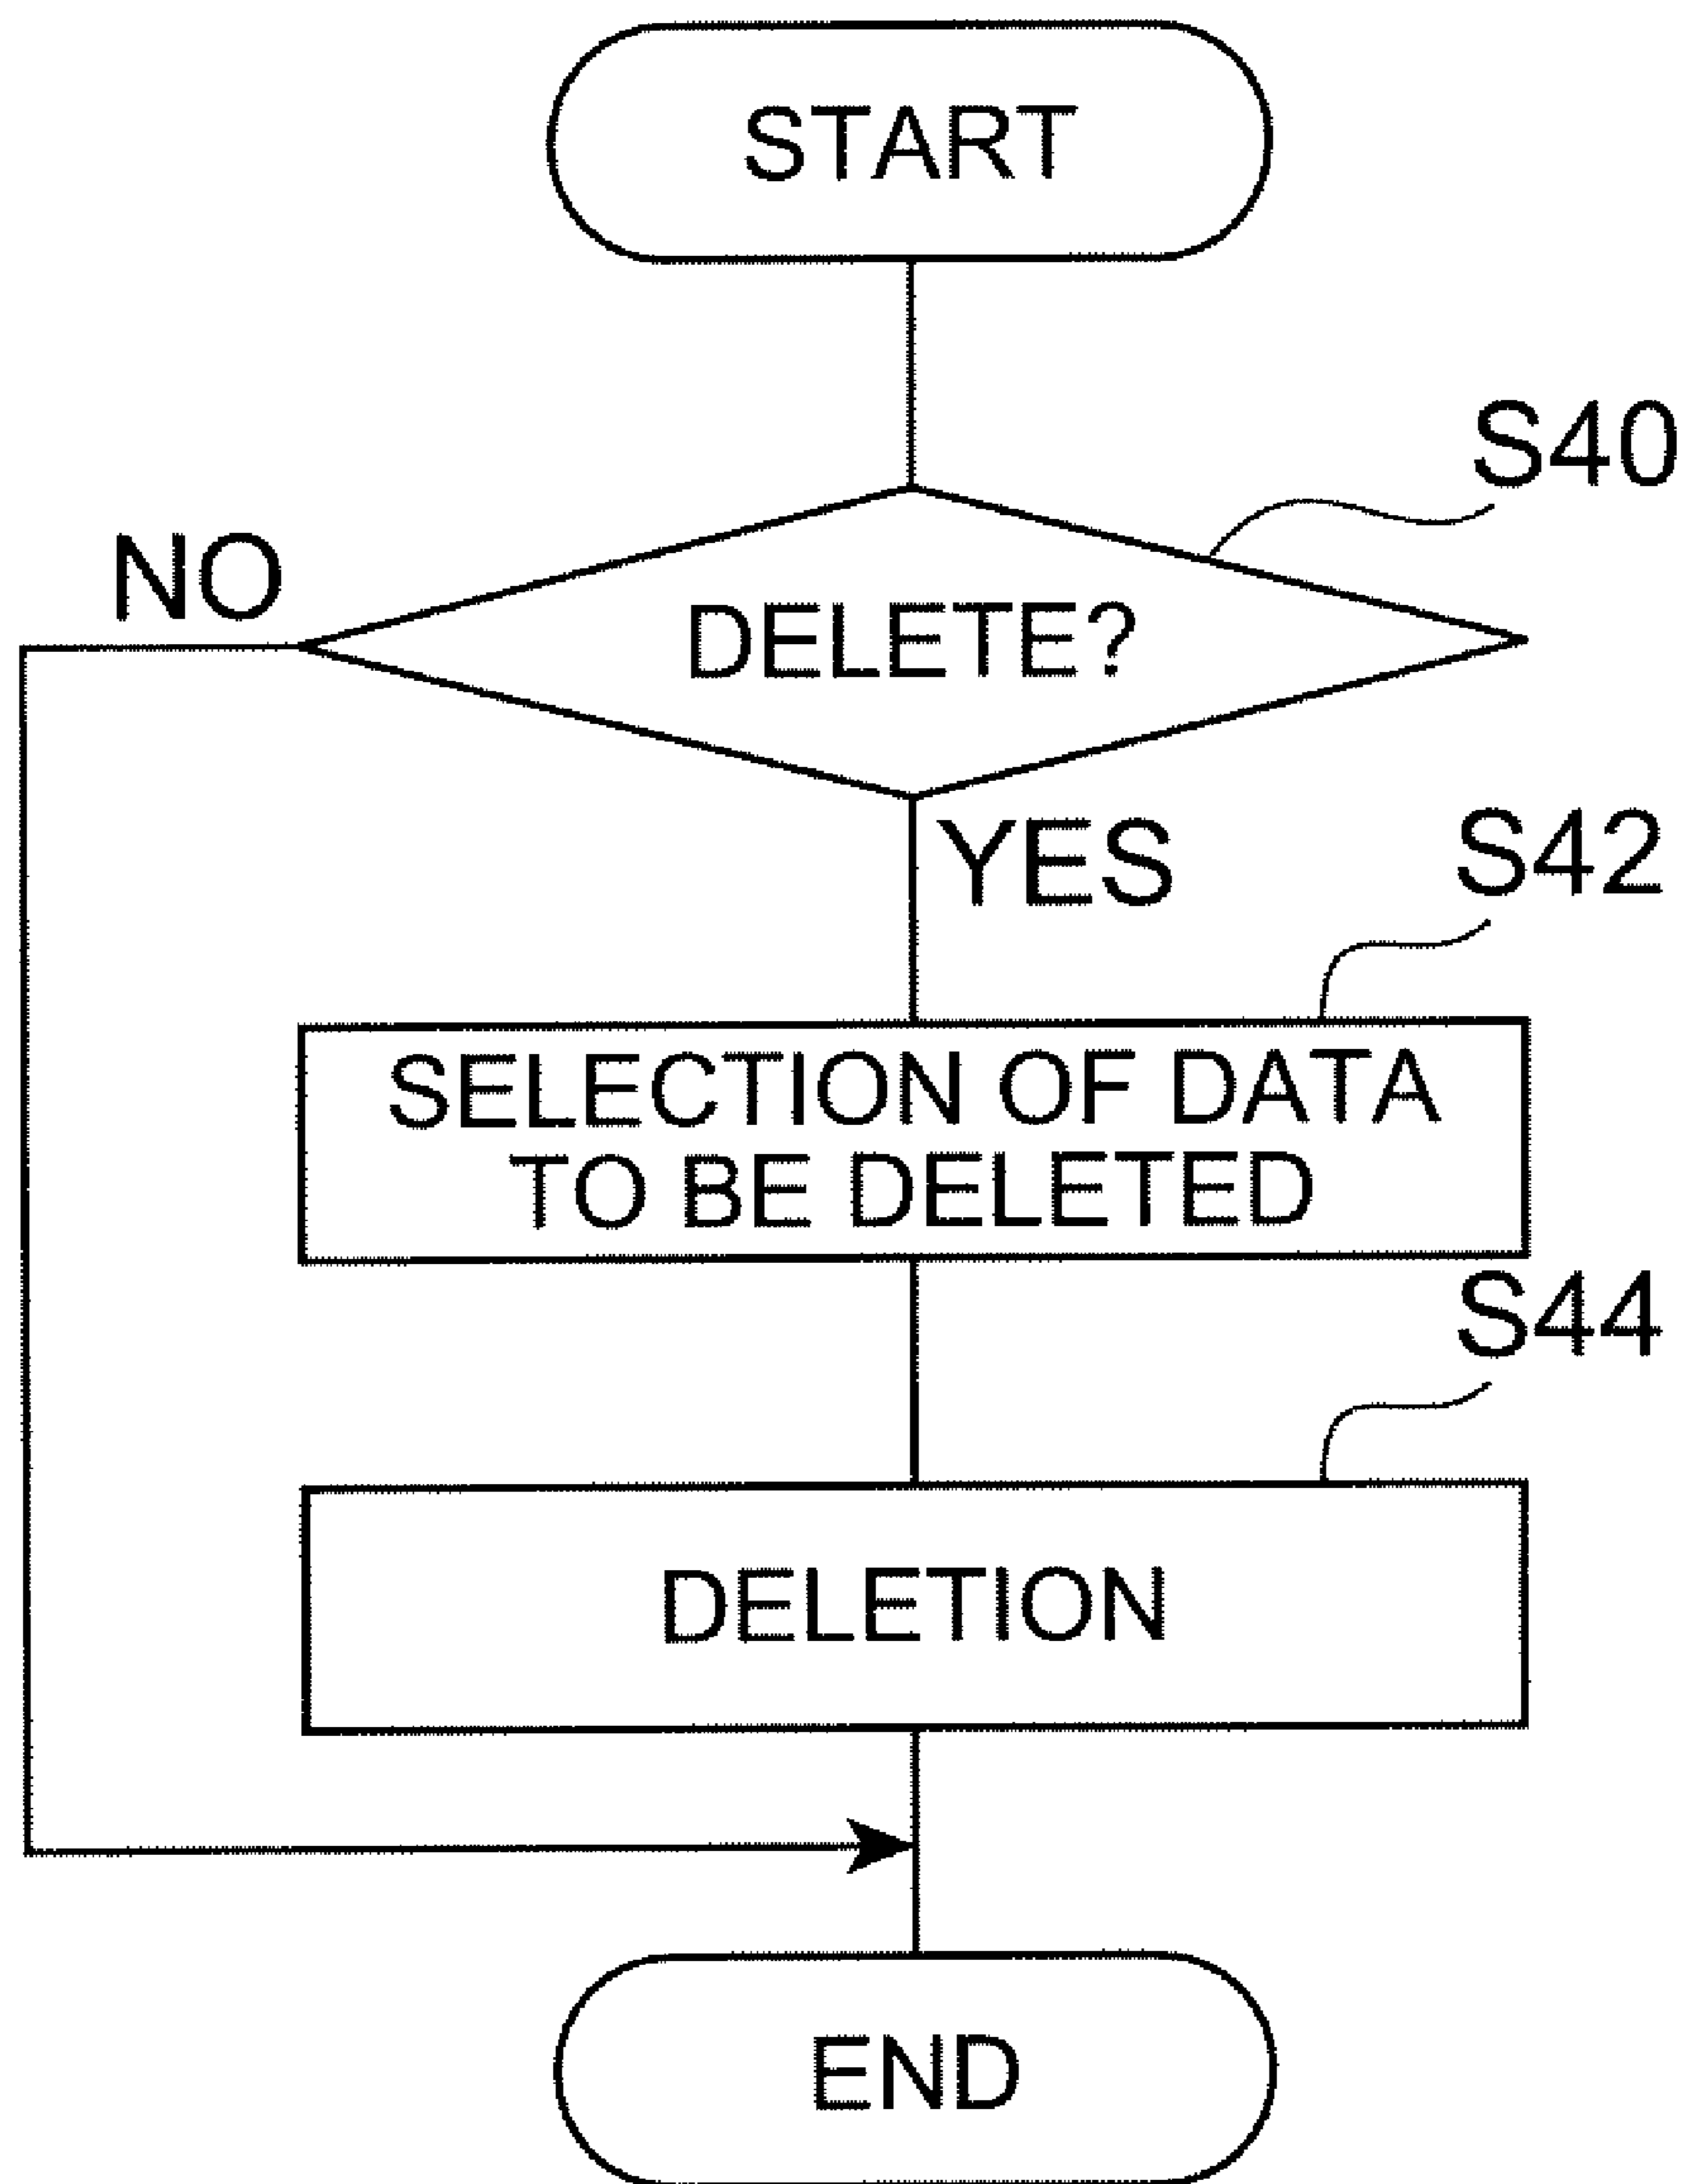 START
S40
NO
DELETE?
YES
S42
SELECTION OF DATA
TO BE DELETED
S44
DELETION
END